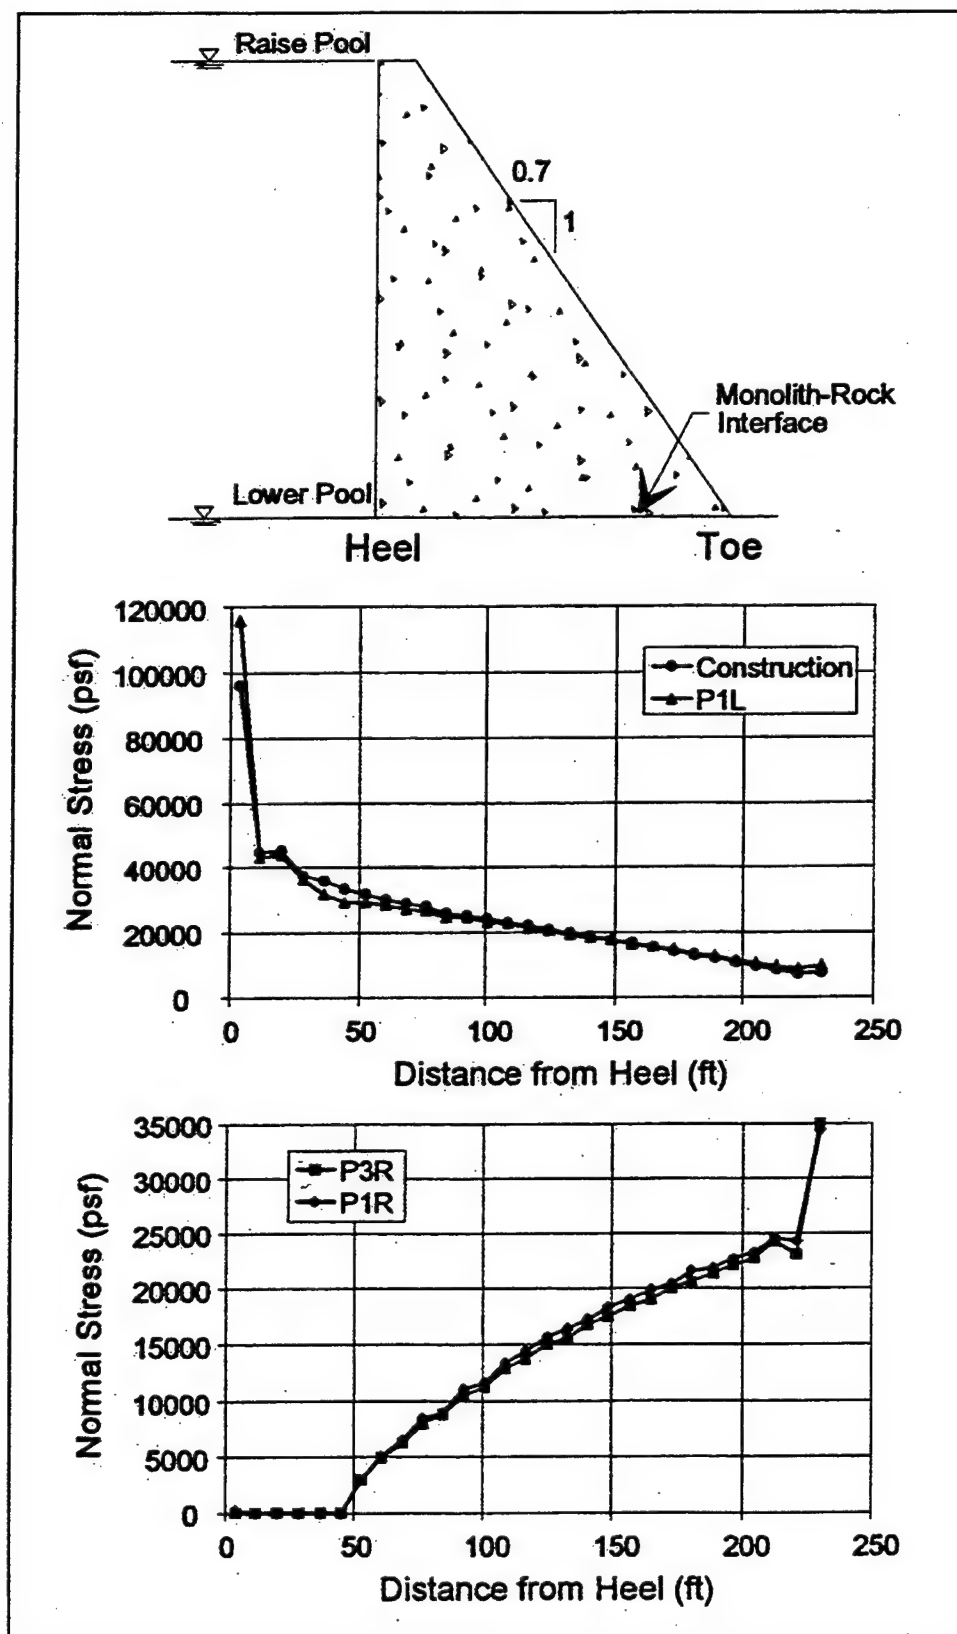 Raise Pool
0.7
1
Monolith-Rock
Interface
Lower Pool
Heel
Toe
120000
100000
80000
60000
40000
20000
0
Normal Stress (psf)
Construction
P1L
0
50
100
150
200
250
Distance from Heel (ft)
35000
30000
25000
20000
15000
10000
5000
0
Normal Stress (psf)
P3R
P1R
0
50
100
150
200
250
Distance from Heel (ft)